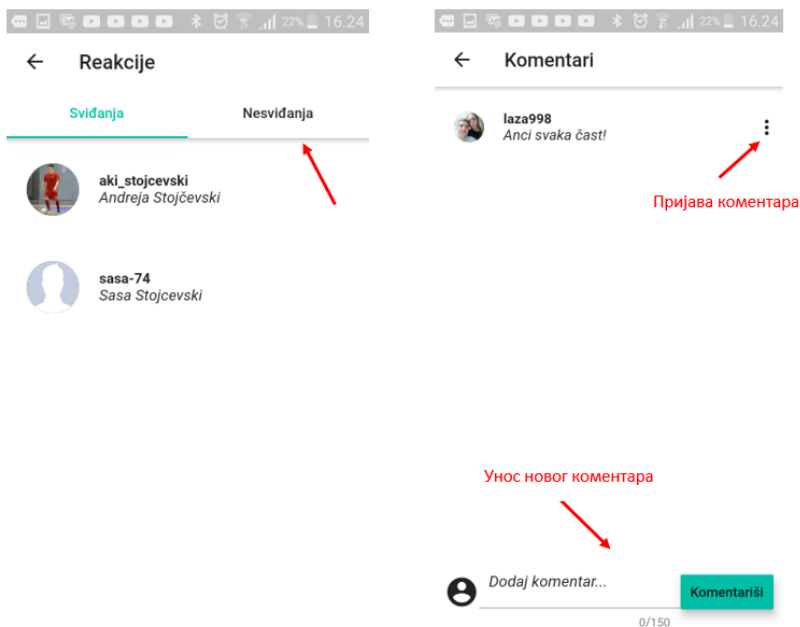 22% 16.24
Reakcije
Sviđanja Nesviđanja
aki_stojcevski
Andreja Stojčevski
sasa-74
Sasa Stojcevski
22% 16.24
Komentari
laza998
Anci svaka čast!
Пријава коментара
Унос новог коментара
Dodaj komentar...
Komentariši
0/150